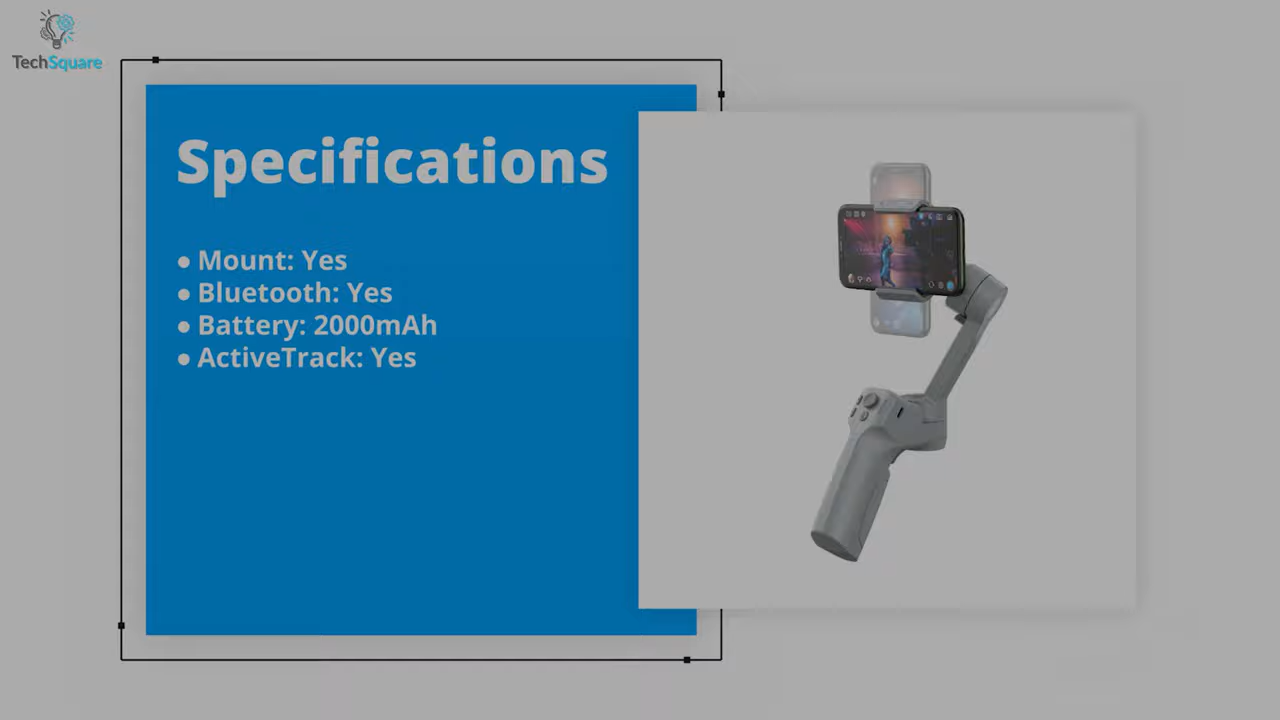 TechSquare
Specifications
● Mount: Yes
● Bluetooth: Yes
● Battery: 2000mAh
● ActiveTrack: Yes